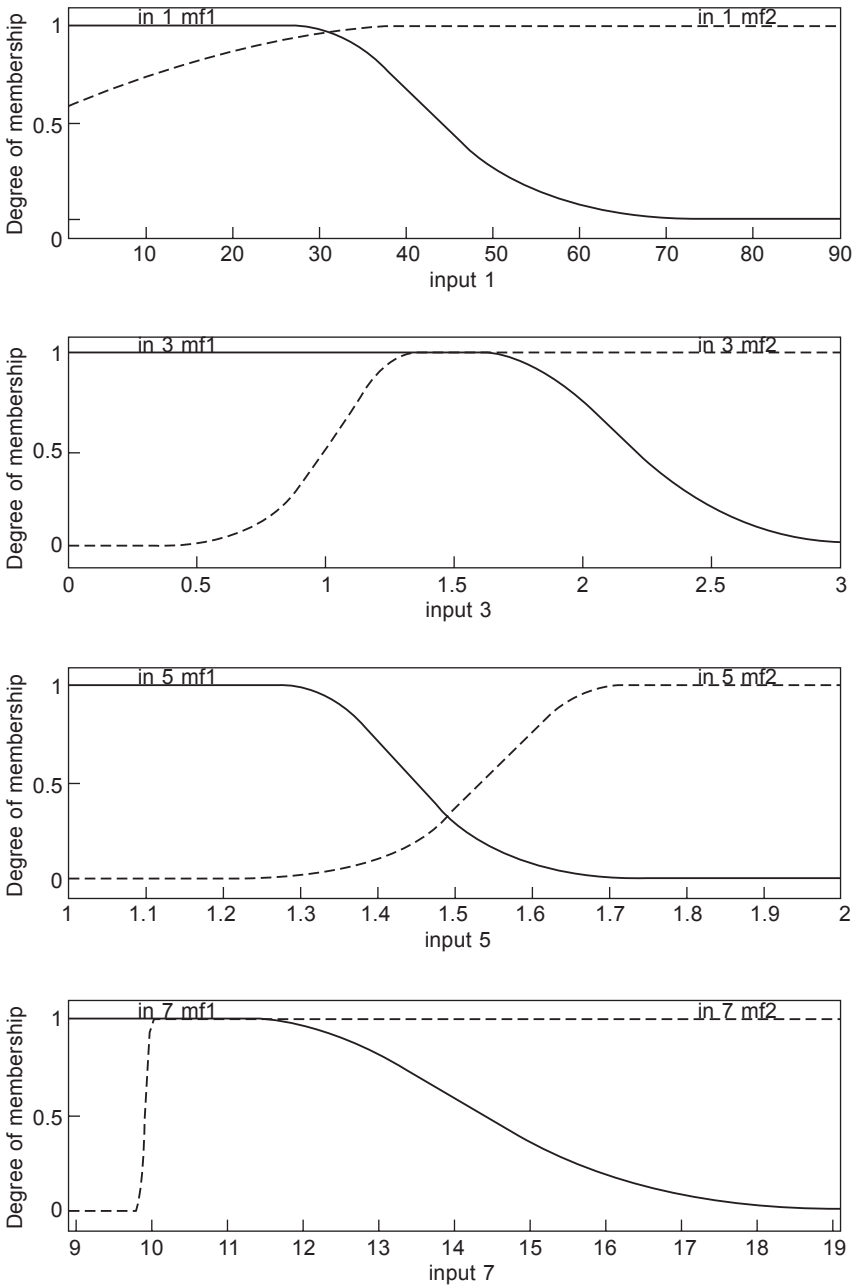 Degree of membership
in 1 mf1
in 1 mf2
1
0.5
0
10 20 30 40 50 60 70 80 90
input 1
Degree of membership
in 3 mf1
in 3 mf2
1
0.5
0
0 0.5 1 1.5 2 2.5 3
input 3
Degree of membership
in 5 mf1
in 5 mf2
1
0.5
0
1 1.1 1.2 1.3 1.4 1.5 1.6 1.7 1.8 1.9 2
input 5
Degree of membership
in 7 mf1
in 7 mf2
1
0.5
0
9 10 11 12 13 14 15 16 17 18 19
input 7